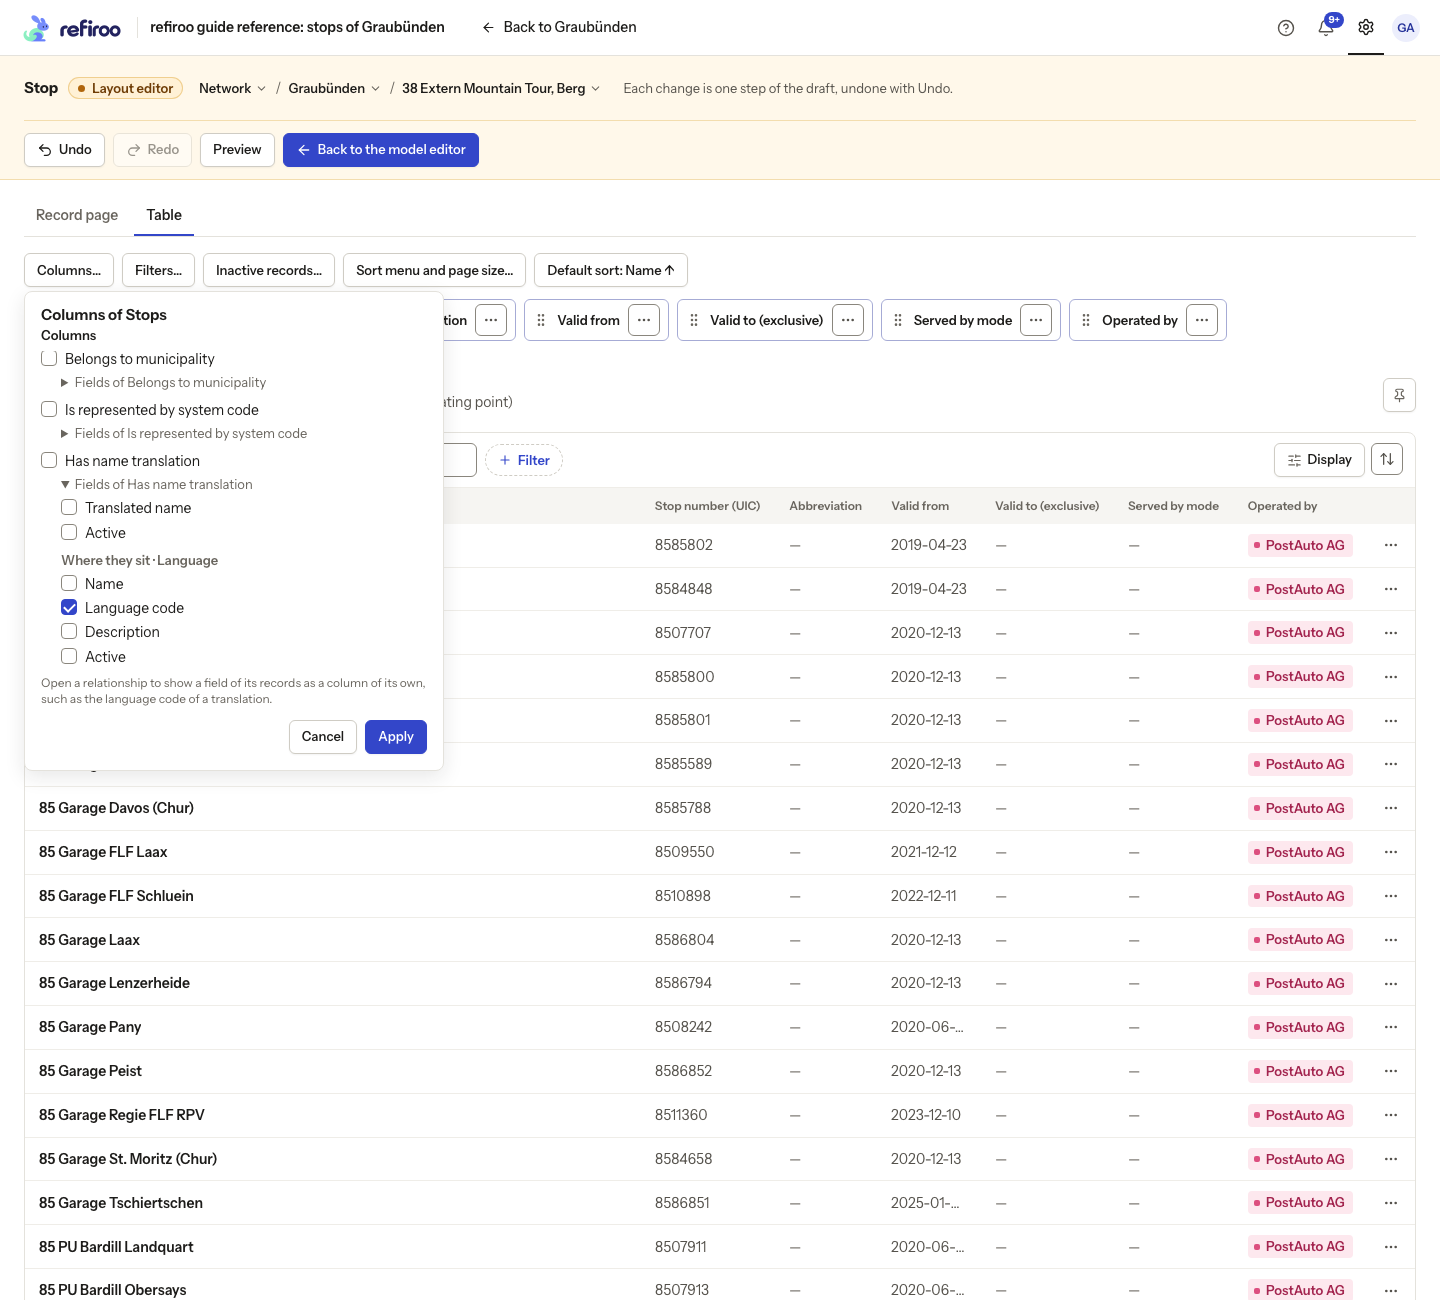 refiroo
refiroo guide reference: stops of Graubünden
Back to Graubünden
9+
GA
Stop
Layout editor
Network / Graubünden / 38 Extern Mountain Tour, Berg
Each change is one step of the draft, undone with Undo.
Undo
Redo
Preview
Back to the model editor
Record page
Table
Columns...
Filters...
Inactive records...
Sort menu and page size...
Default sort: Name ↑
Columns of Stops
Columns
Belongs to municipality
Fields of Belongs to municipality
Is represented by system code
Fields of Is represented by system code
Has name translation
Fields of Has name translation
Translated name
Active
Where they sit · Language
Name
Language code
Description
Active
Open a relationship to show a field of its records as a column of its own,
such as the language code of a translation.
Cancel
Apply
tion
Valid from
Valid to (exclusive)
Served by mode
Operated by
ating point)
+ Filter
Display
Stop number (UIC) Abbreviation Valid from Valid to (exclusive) Served by mode Operated by
8585802 — 2019-04-23 — — PostAuto AG
8584848 — 2019-04-23 — — PostAuto AG
8507707 — 2020-12-13 — — PostAuto AG
8585800 — 2020-12-13 — — PostAuto AG
8585801 — 2020-12-13 — — PostAuto AG
8585589 — 2020-12-13 — — PostAuto AG
85 Garage Davos (Chur) 8585788 — 2020-12-13 — — PostAuto AG
85 Garage FLF Laax 8509550 — 2021-12-12 — — PostAuto AG
85 Garage FLF Schluein 8510898 — 2022-12-11 — — PostAuto AG
85 Garage Laax 8586804 — 2020-12-13 — — PostAuto AG
85 Garage Lenzerheide 8586794 — 2020-12-13 — — PostAuto AG
85 Garage Pany 8508242 — 2020-06-... — — PostAuto AG
85 Garage Peist 8586852 — 2020-12-13 — — PostAuto AG
85 Garage Regie FLF RPV 8511360 — 2023-12-10 — — PostAuto AG
85 Garage St. Moritz (Chur) 8584658 — 2020-12-13 — — PostAuto AG
85 Garage Tschiertschen 8586851 — 2025-01-... — — PostAuto AG
85 PU Bardill Landquart 8507911 — 2020-06-... — — PostAuto AG
85 PU Bardill Obersays 8507913 — 2020-06-... — — PostAuto AG